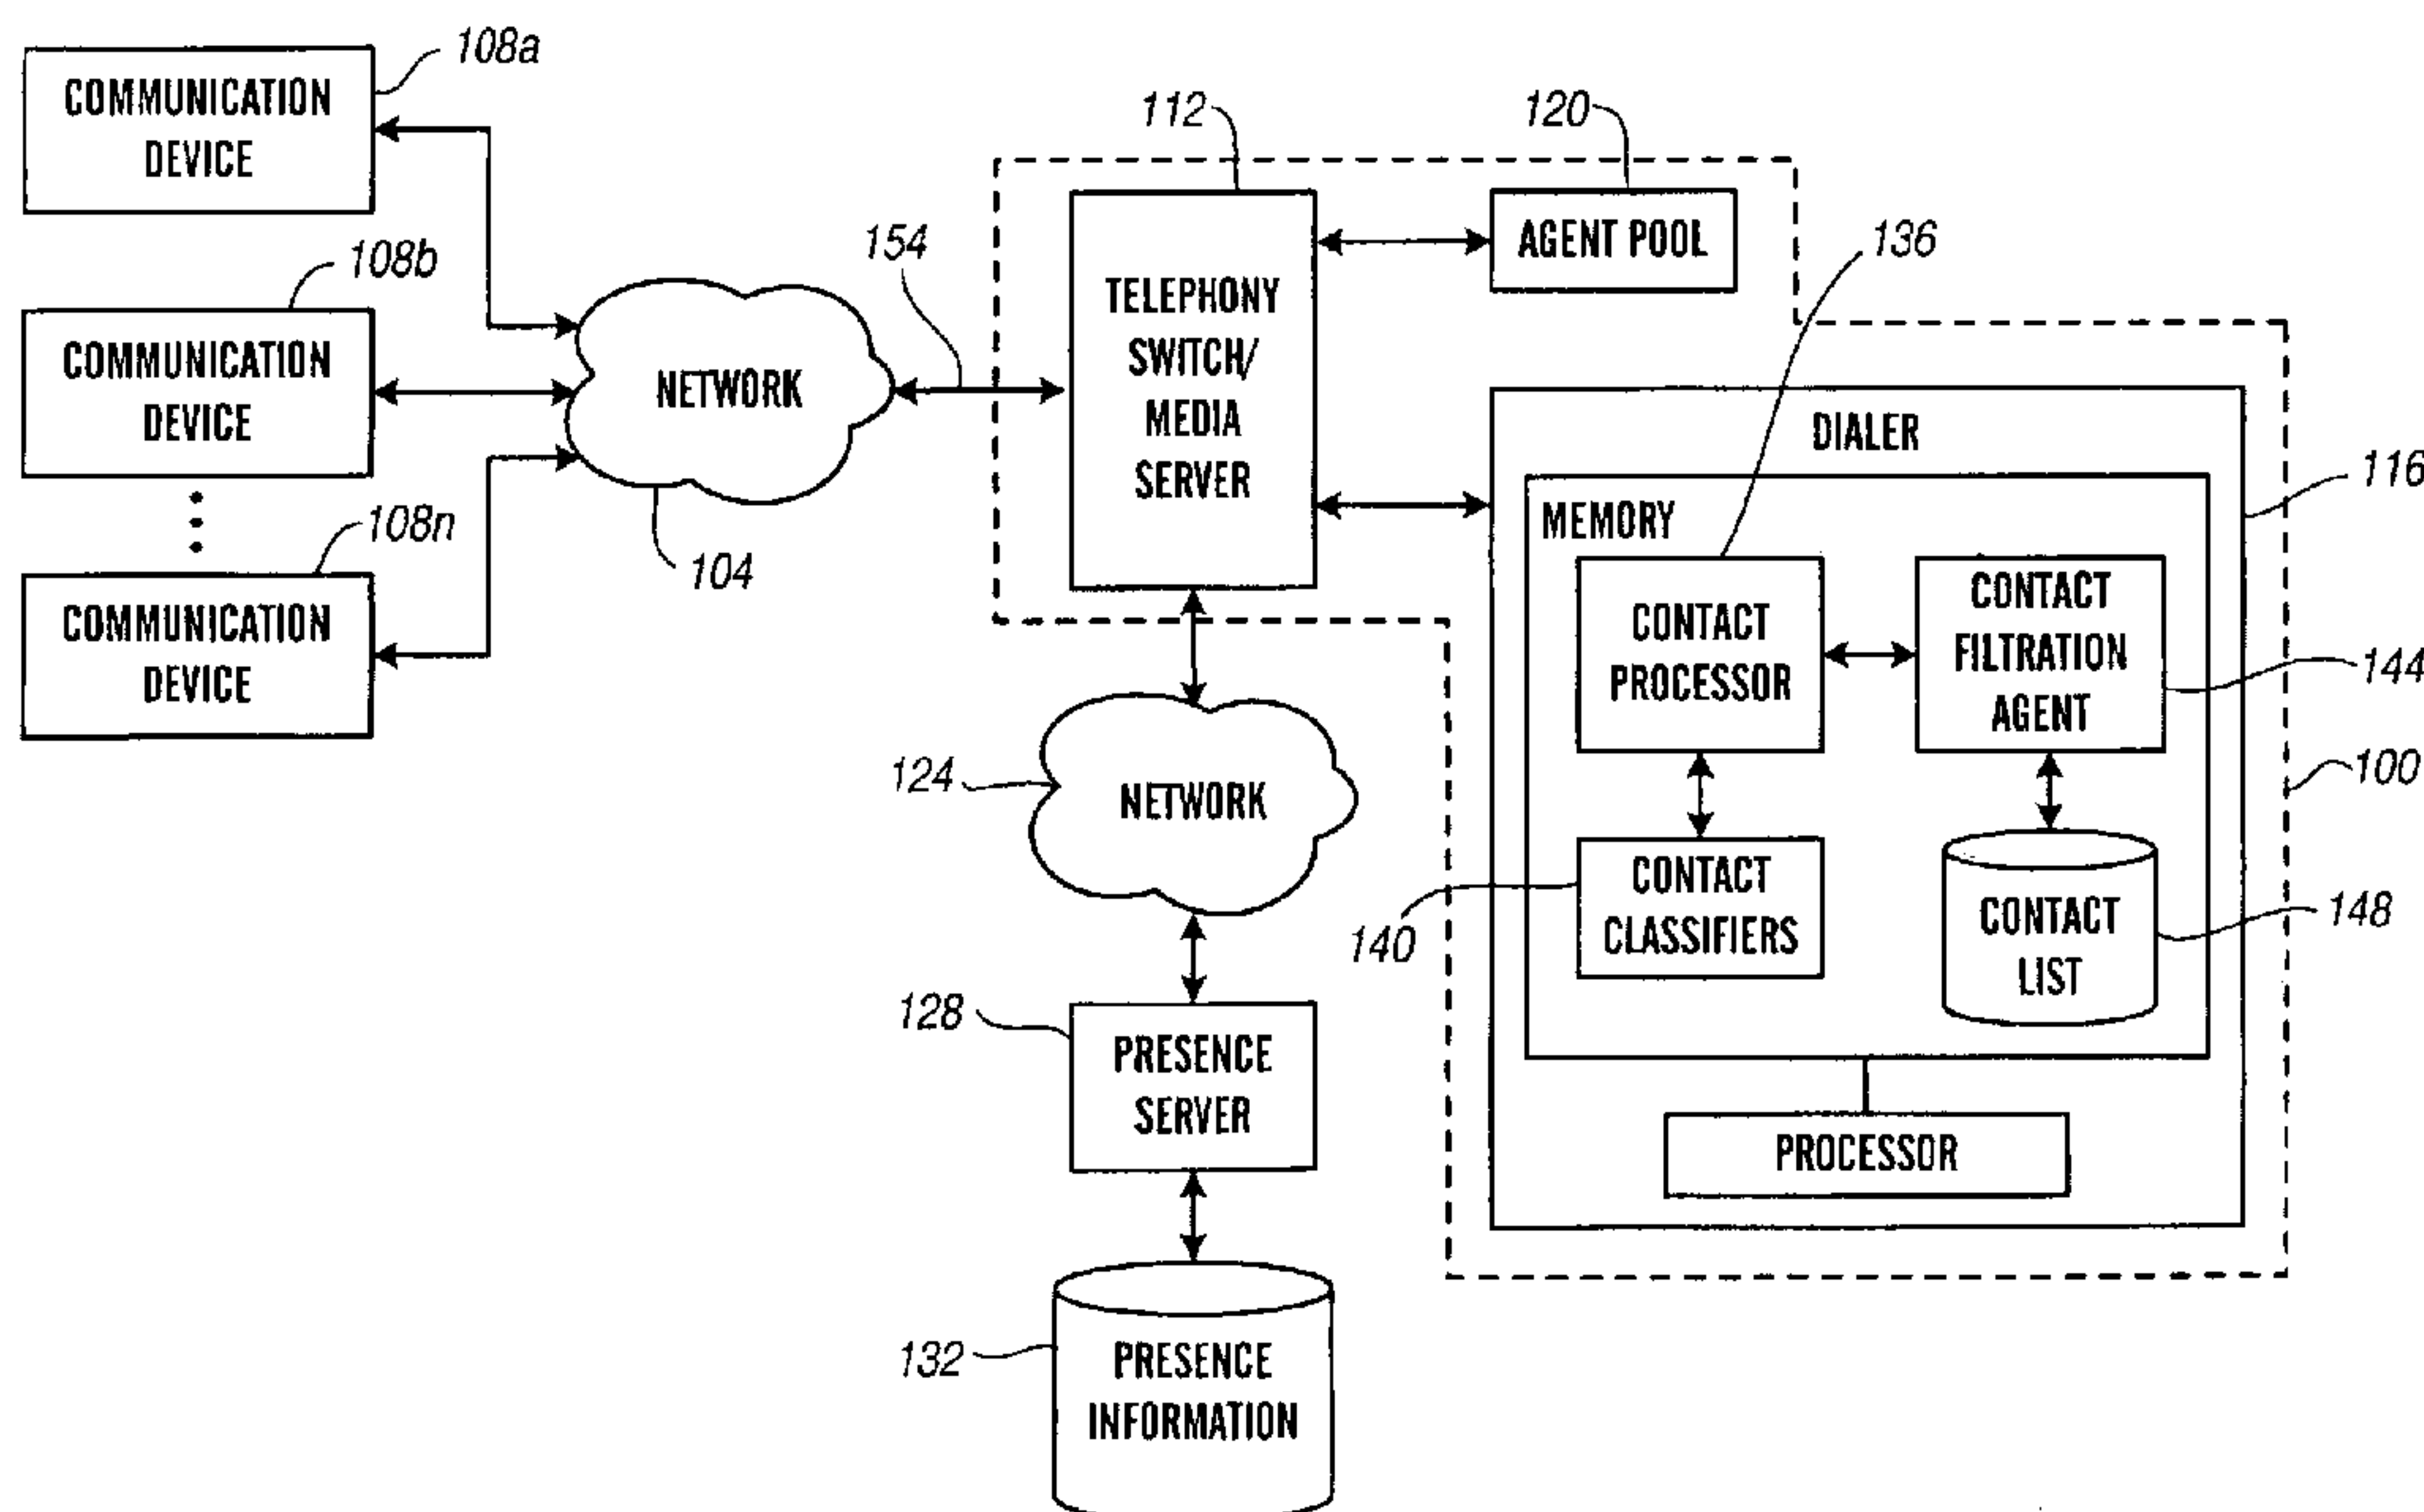 108a
COMMUNICATION
DEVICE
108b
COMMUNICATION
DEVICE
108n
COMMUNICATION
DEVICE
NETWORK
104
154
112
TELEPHONY
SWITCH/
MEDIA
SERVER
120
AGENT POOL
136
DIALER
116
MEMORY
CONTACT
PROCESSOR
CONTACT
FILTRATION
AGENT
144
100
140
CONTACT
CLASSIFIERS
CONTACT
LIST
148
PROCESSOR
124
NETWORK
128
PRESENCE
SERVER
132
PRESENCE
INFORMATION